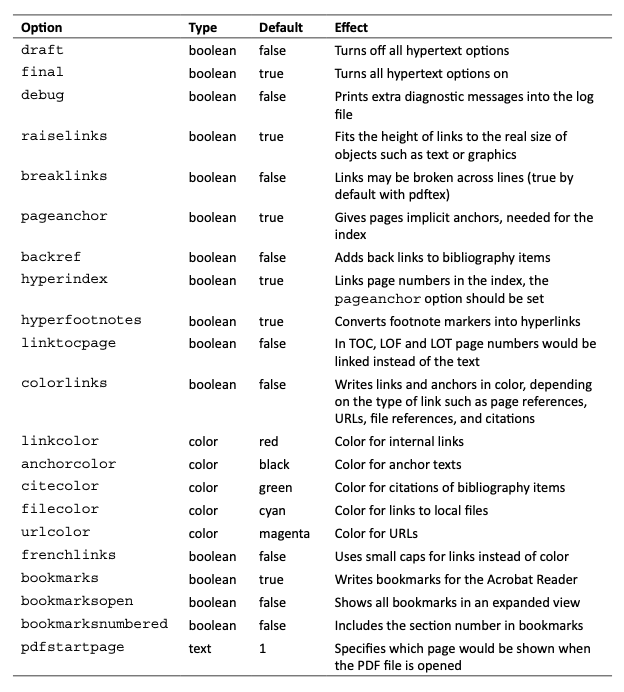 Option Type Default Effect
draft boolean false Turns off all hypertext options
final boolean true Turns all hypertext options on
debug boolean false Prints extra diagnostic messages into the log
file
raiselinks boolean true Fits the height of links to the real size of
objects such as text or graphics
breaklinks boolean false Links may be broken across lines (true by
default with pdftex)
pageanchor boolean true Gives pages implicit anchors, needed for the
index
backref boolean false Adds back links to bibliography items
hyperindex boolean true Links page numbers in the index, the
pageanchor option should be set
hyperfootnotes boolean true Converts footnote markers into hyperlinks
linktocpage boolean false In TOC, LOF and LOT page numbers would be
linked instead of the text
colorlinks boolean false Writes links and anchors in color, depending
on the type of link such as page references,
URLs, file references, and citations
linkcolor color red Color for internal links
anchorcolor color black Color for anchor texts
citecolor color green Color for citations of bibliography items
filecolor color cyan Color for links to local files
urlcolor color magenta Color for URLs
frenchlinks boolean false Uses small caps for links instead of color
bookmarks boolean true Writes bookmarks for the Acrobat Reader
bookmarksopen boolean false Shows all bookmarks in an expanded view
bookmarksnumbered boolean false Includes the section number in bookmarks
pdfstartpage text 1 Specifies which page would be shown when
the PDF file is opened